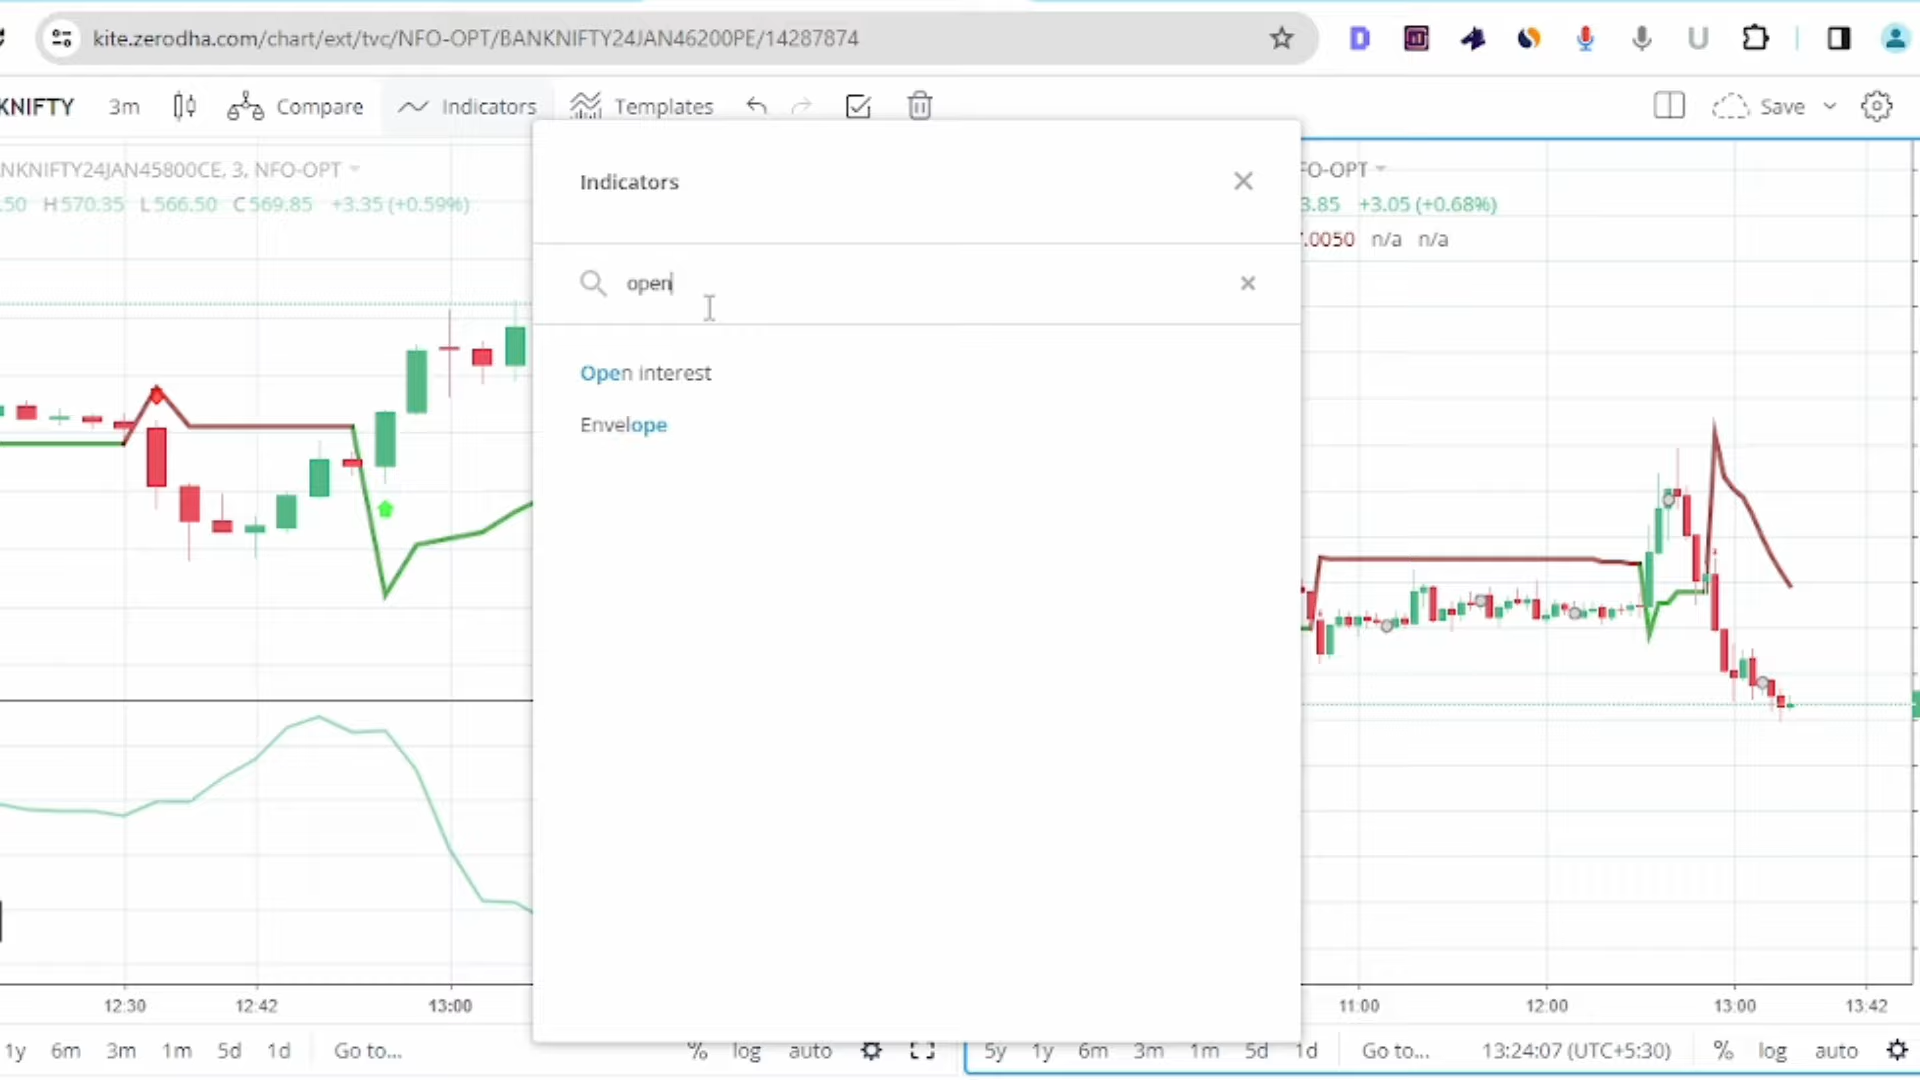 kite.zerodha.com/chart/ext/tvc/NFO-OPT/BANKNIFTY24JAN46200PE/14287874
KNIFTY 3m Compare Indicators Templates Save
NKNIFTY24JAN45800CE, 3, NFO-OPT
.50 H570.35 L566.50 C569.85 +3.35 (+0.59%)
Indicators
FO-OPT
3.85 +3.05 (+0.68%)
.0050 n/a n/a
open
Open interest
Envelope
12:30 12:42 13:00
11:00 12:00 13:00 13:42
1y 6m 3m 1m 5d 1d Go to... % log auto
5y 1y 6m 3m 1m 5d 1d Go to... 13:24:07 (UTC+5:30) % log auto